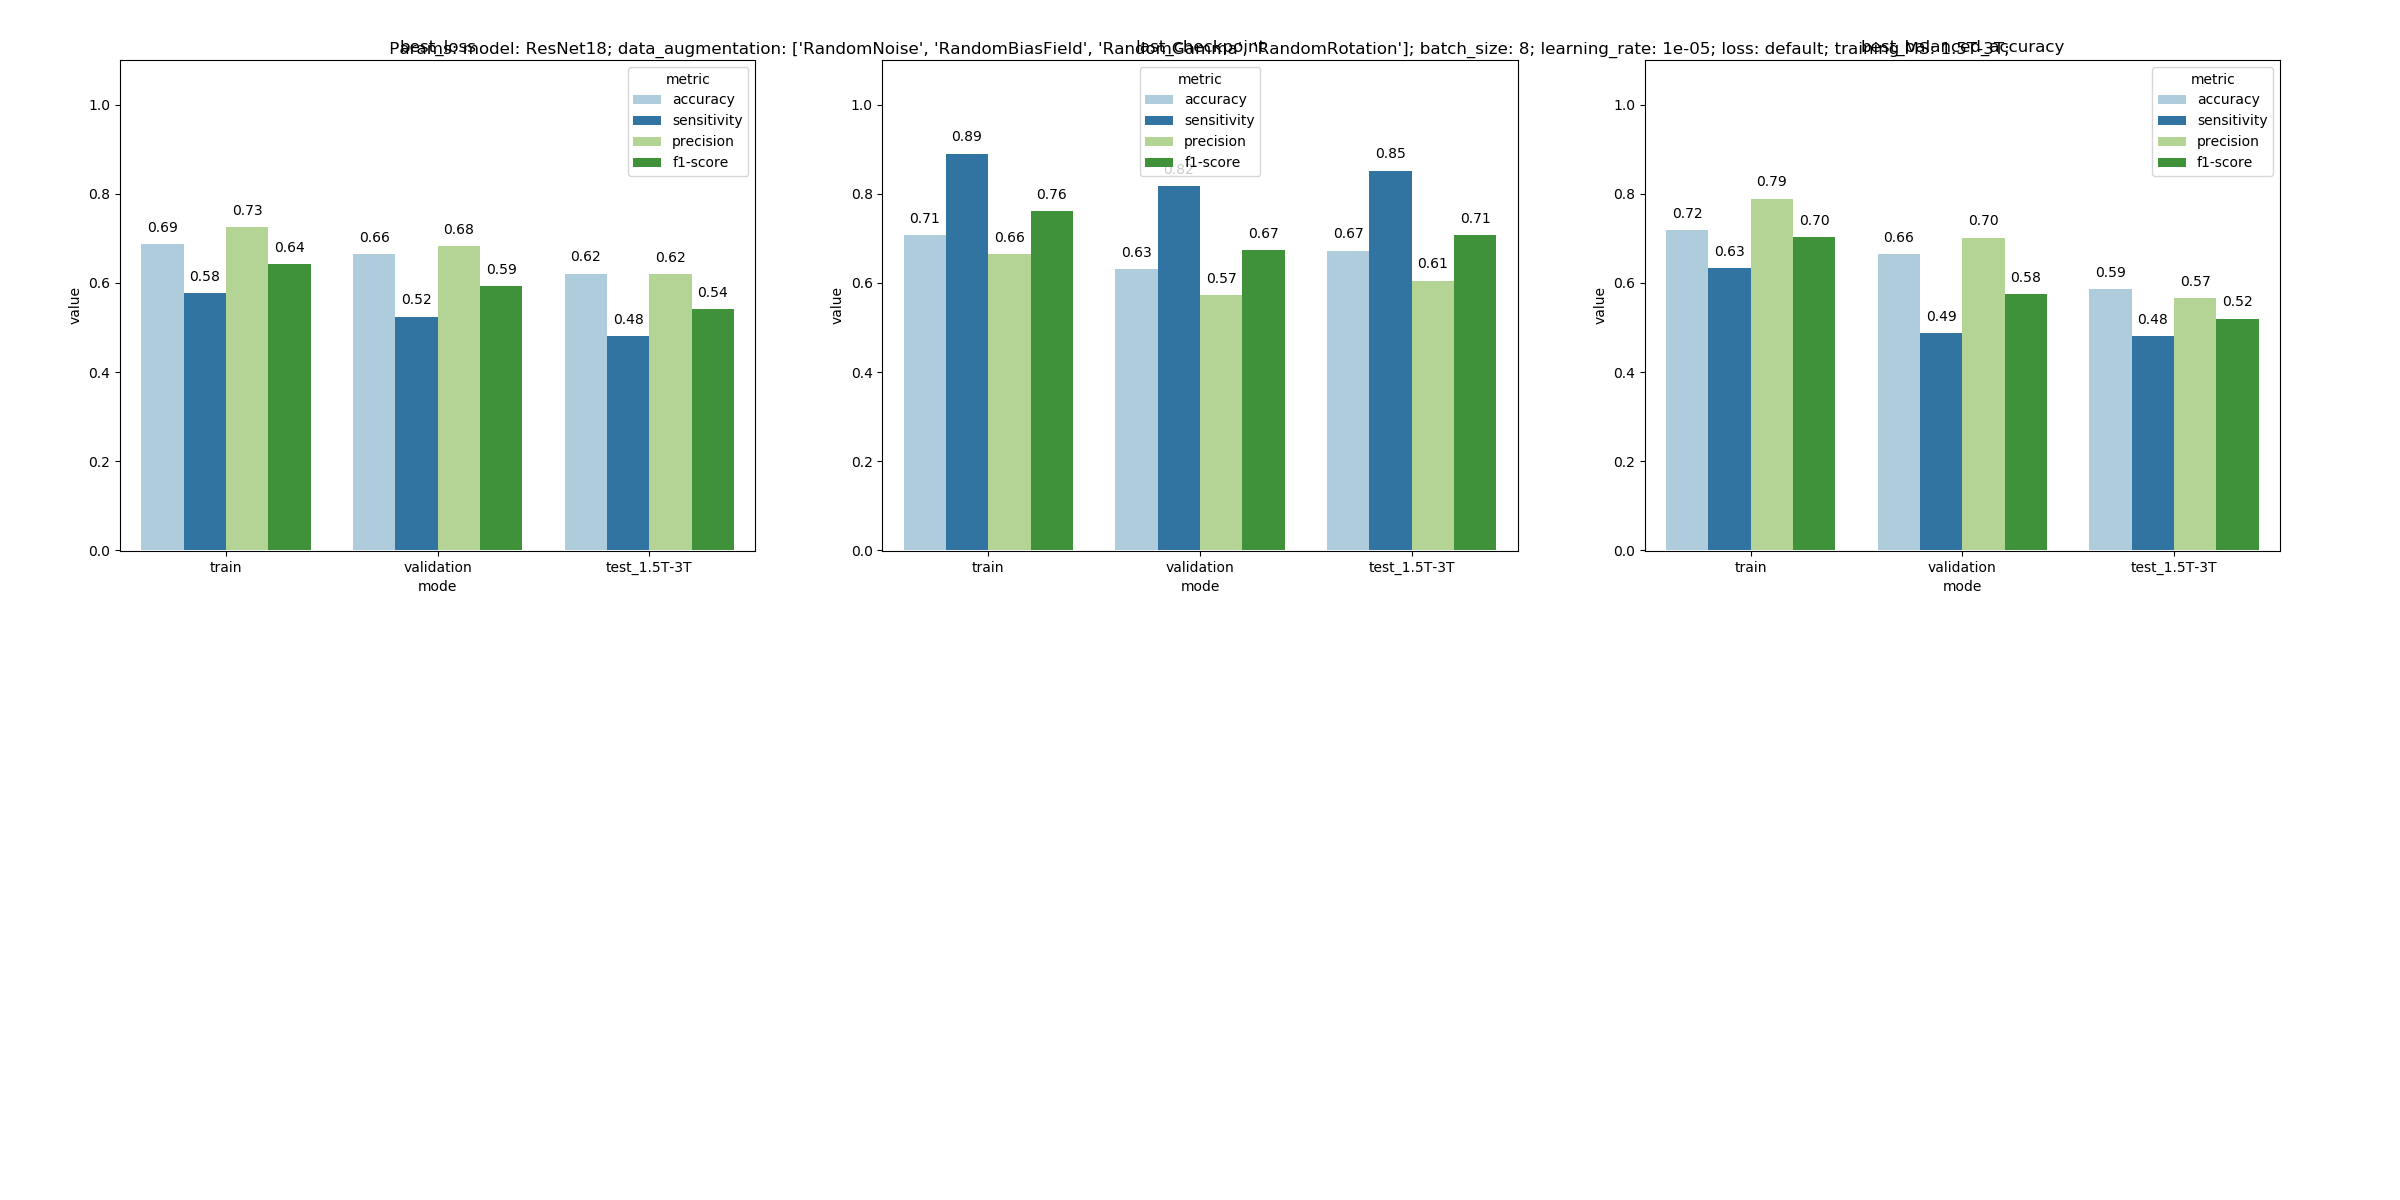 best_loss
last_checkpoint
best_balanced_accuracy
Params: model: ResNet18; data_augmentation: ['RandomNoise', 'RandomBiasField', 'RandomGamma', 'RandomRotation']; batch_size: 8; learning_rate: 1e-05; loss: default; training_MS: 1.5T-3T;
metric
accuracy
sensitivity
precision
f1-score
1.0
0.8
0.6
0.4
0.2
0.0
value
0.69
0.58
0.73
0.64
0.66
0.52
0.68
0.59
0.62
0.48
0.62
0.54
train
validation
test_1.5T-3T
mode
metric
accuracy
sensitivity
precision
f1-score
1.0
0.8
0.6
0.4
0.2
0.0
value
0.71
0.89
0.66
0.76
0.63
0.82
0.57
0.67
0.67
0.85
0.61
0.71
train
validation
test_1.5T-3T
mode
metric
accuracy
sensitivity
precision
f1-score
1.0
0.8
0.6
0.4
0.2
0.0
value
0.72
0.63
0.79
0.70
0.66
0.49
0.70
0.58
0.59
0.48
0.57
0.52
train
validation
test_1.5T-3T
mode